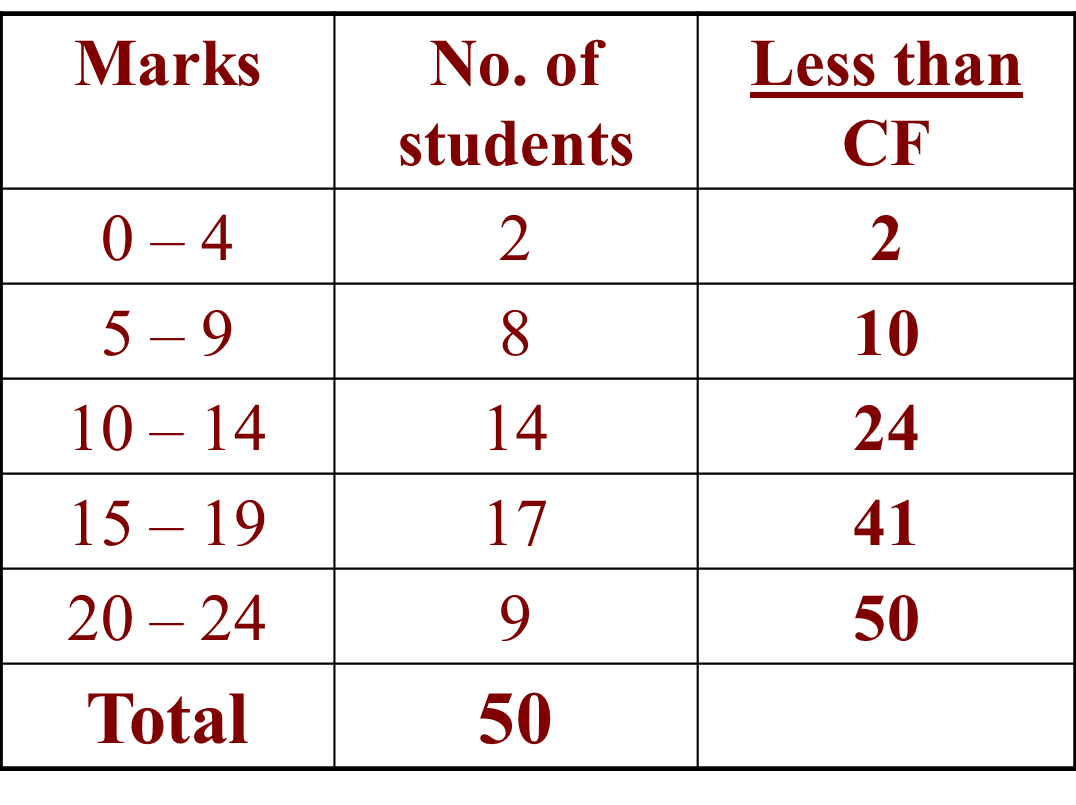 Marks No. of students Less than CF
0 – 4 2 2
5 – 9 8 10
10 – 14 14 24
15 – 19 17 41
20 – 24 9 50
Total 50